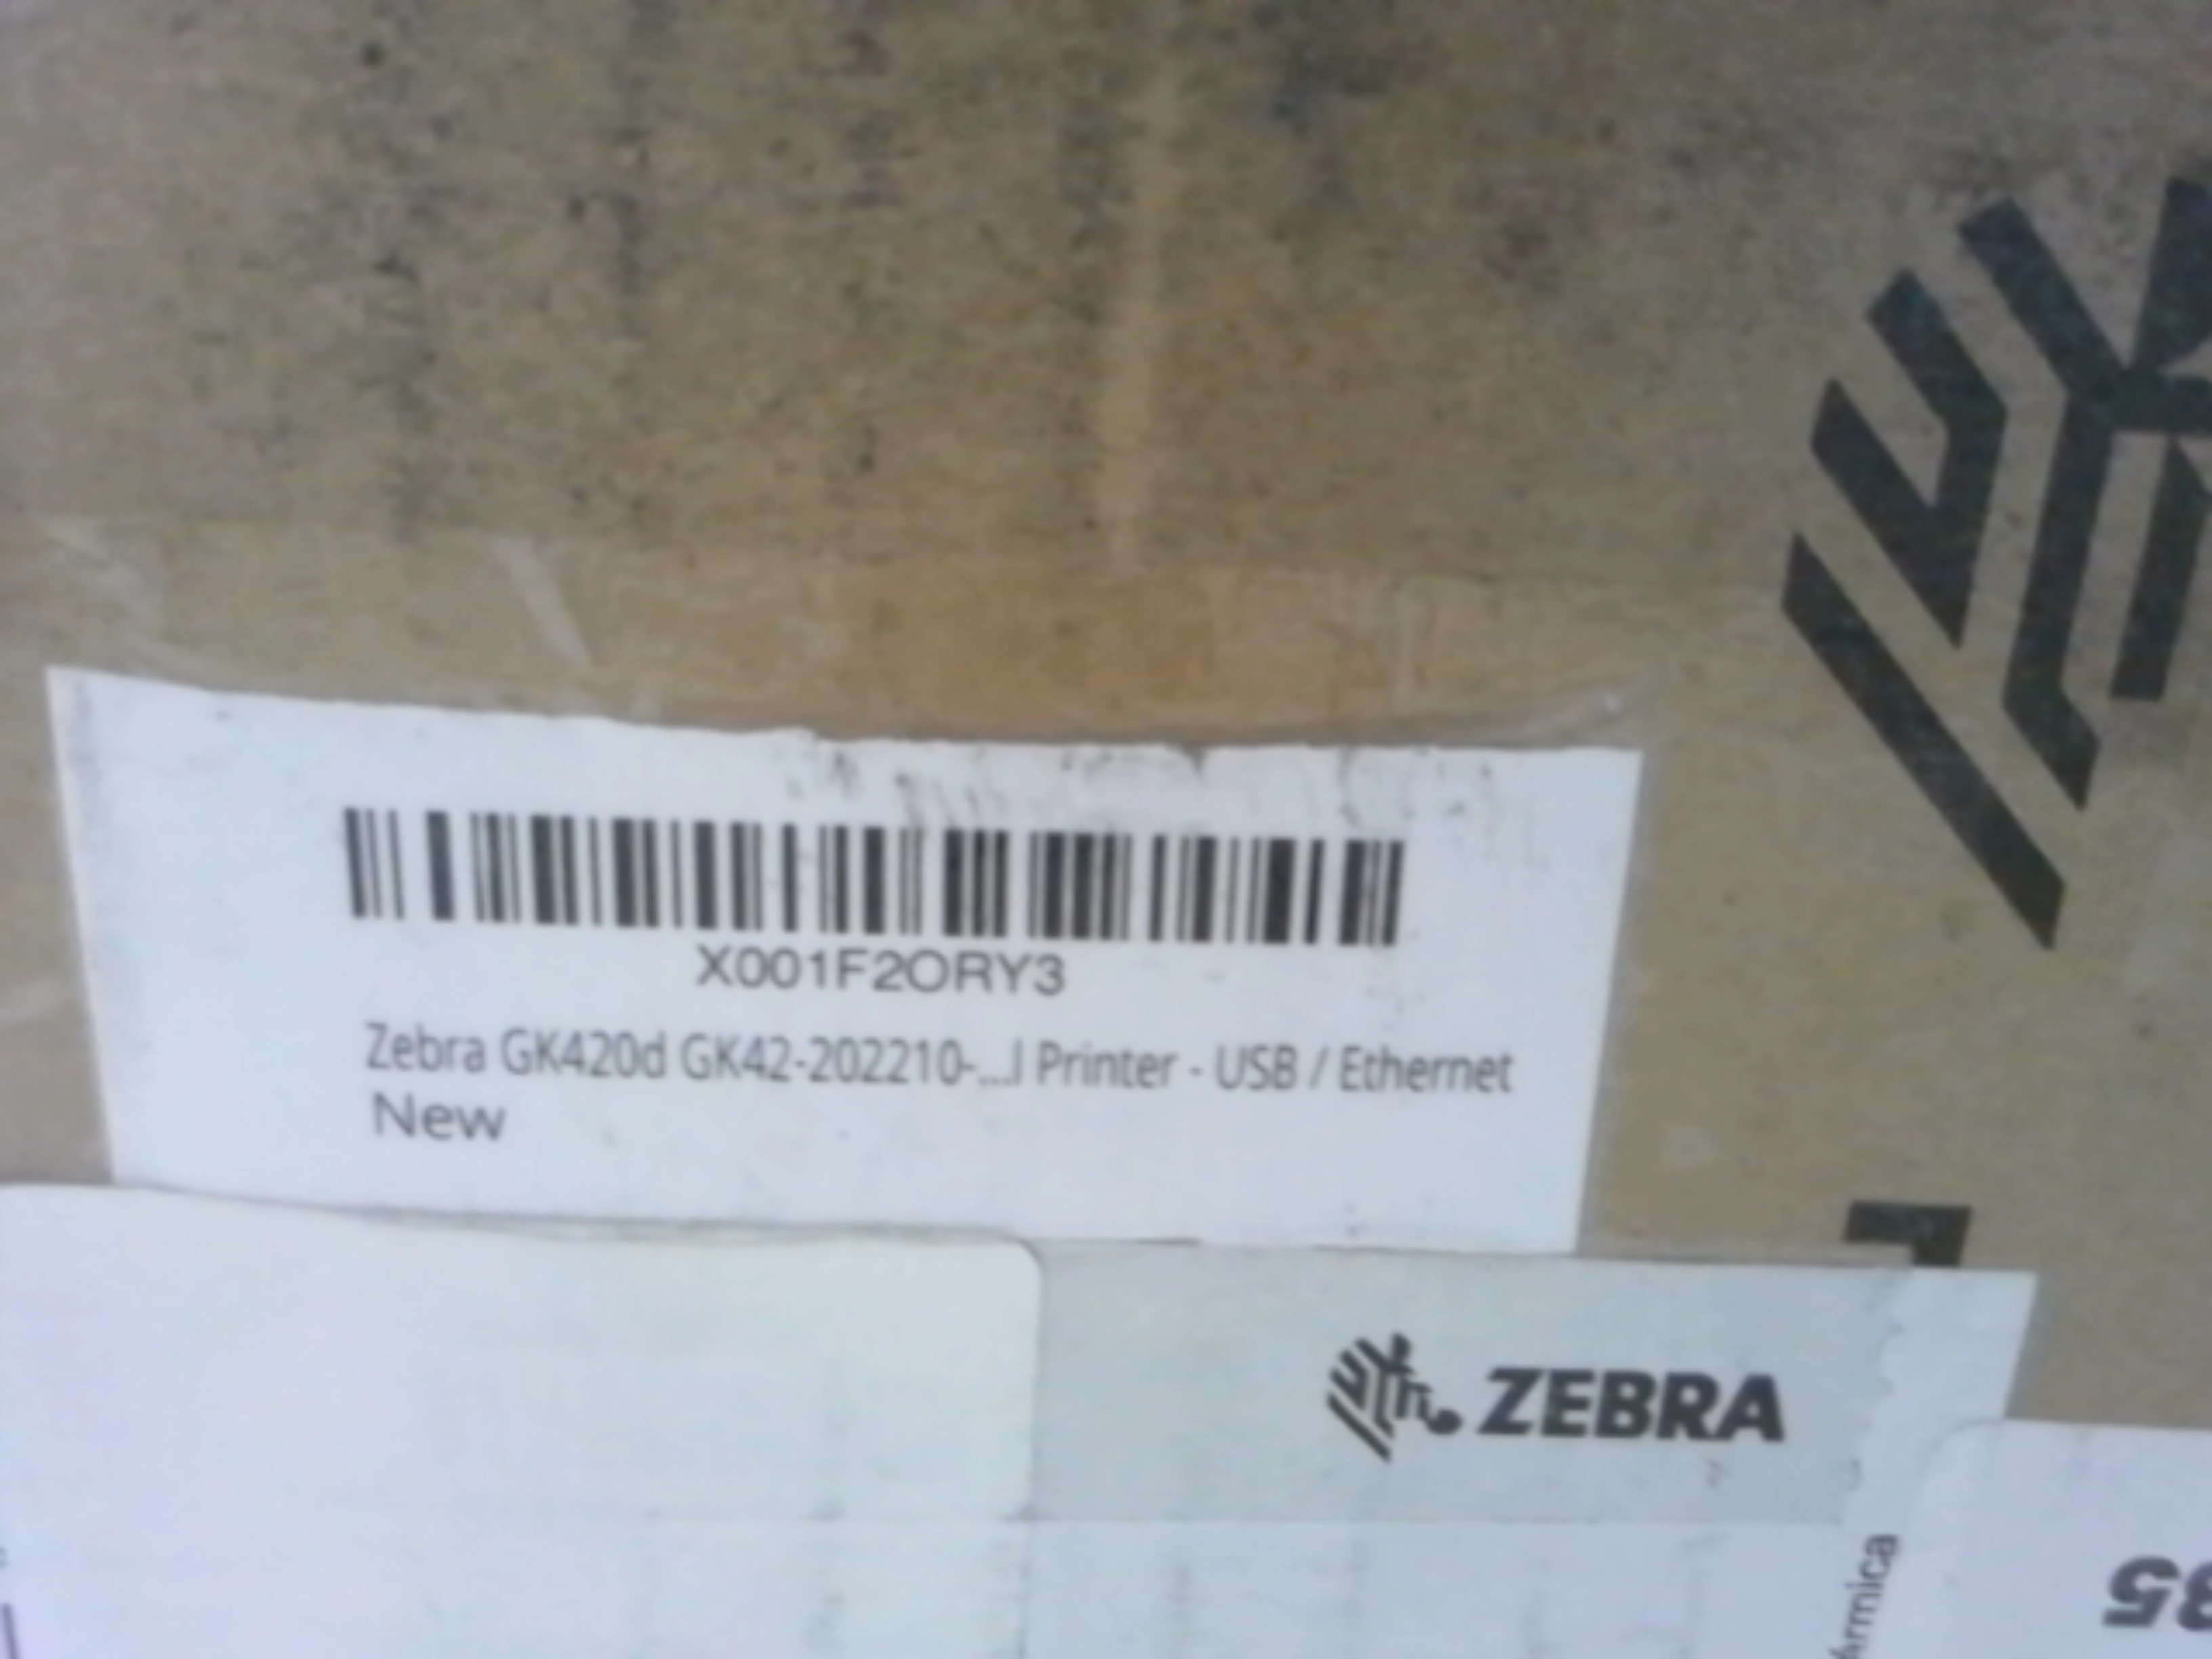 X001F2ORY3
Zebra GK420d GK42-202210-...l Printer - USB / Ethernet
New
ZEBRA